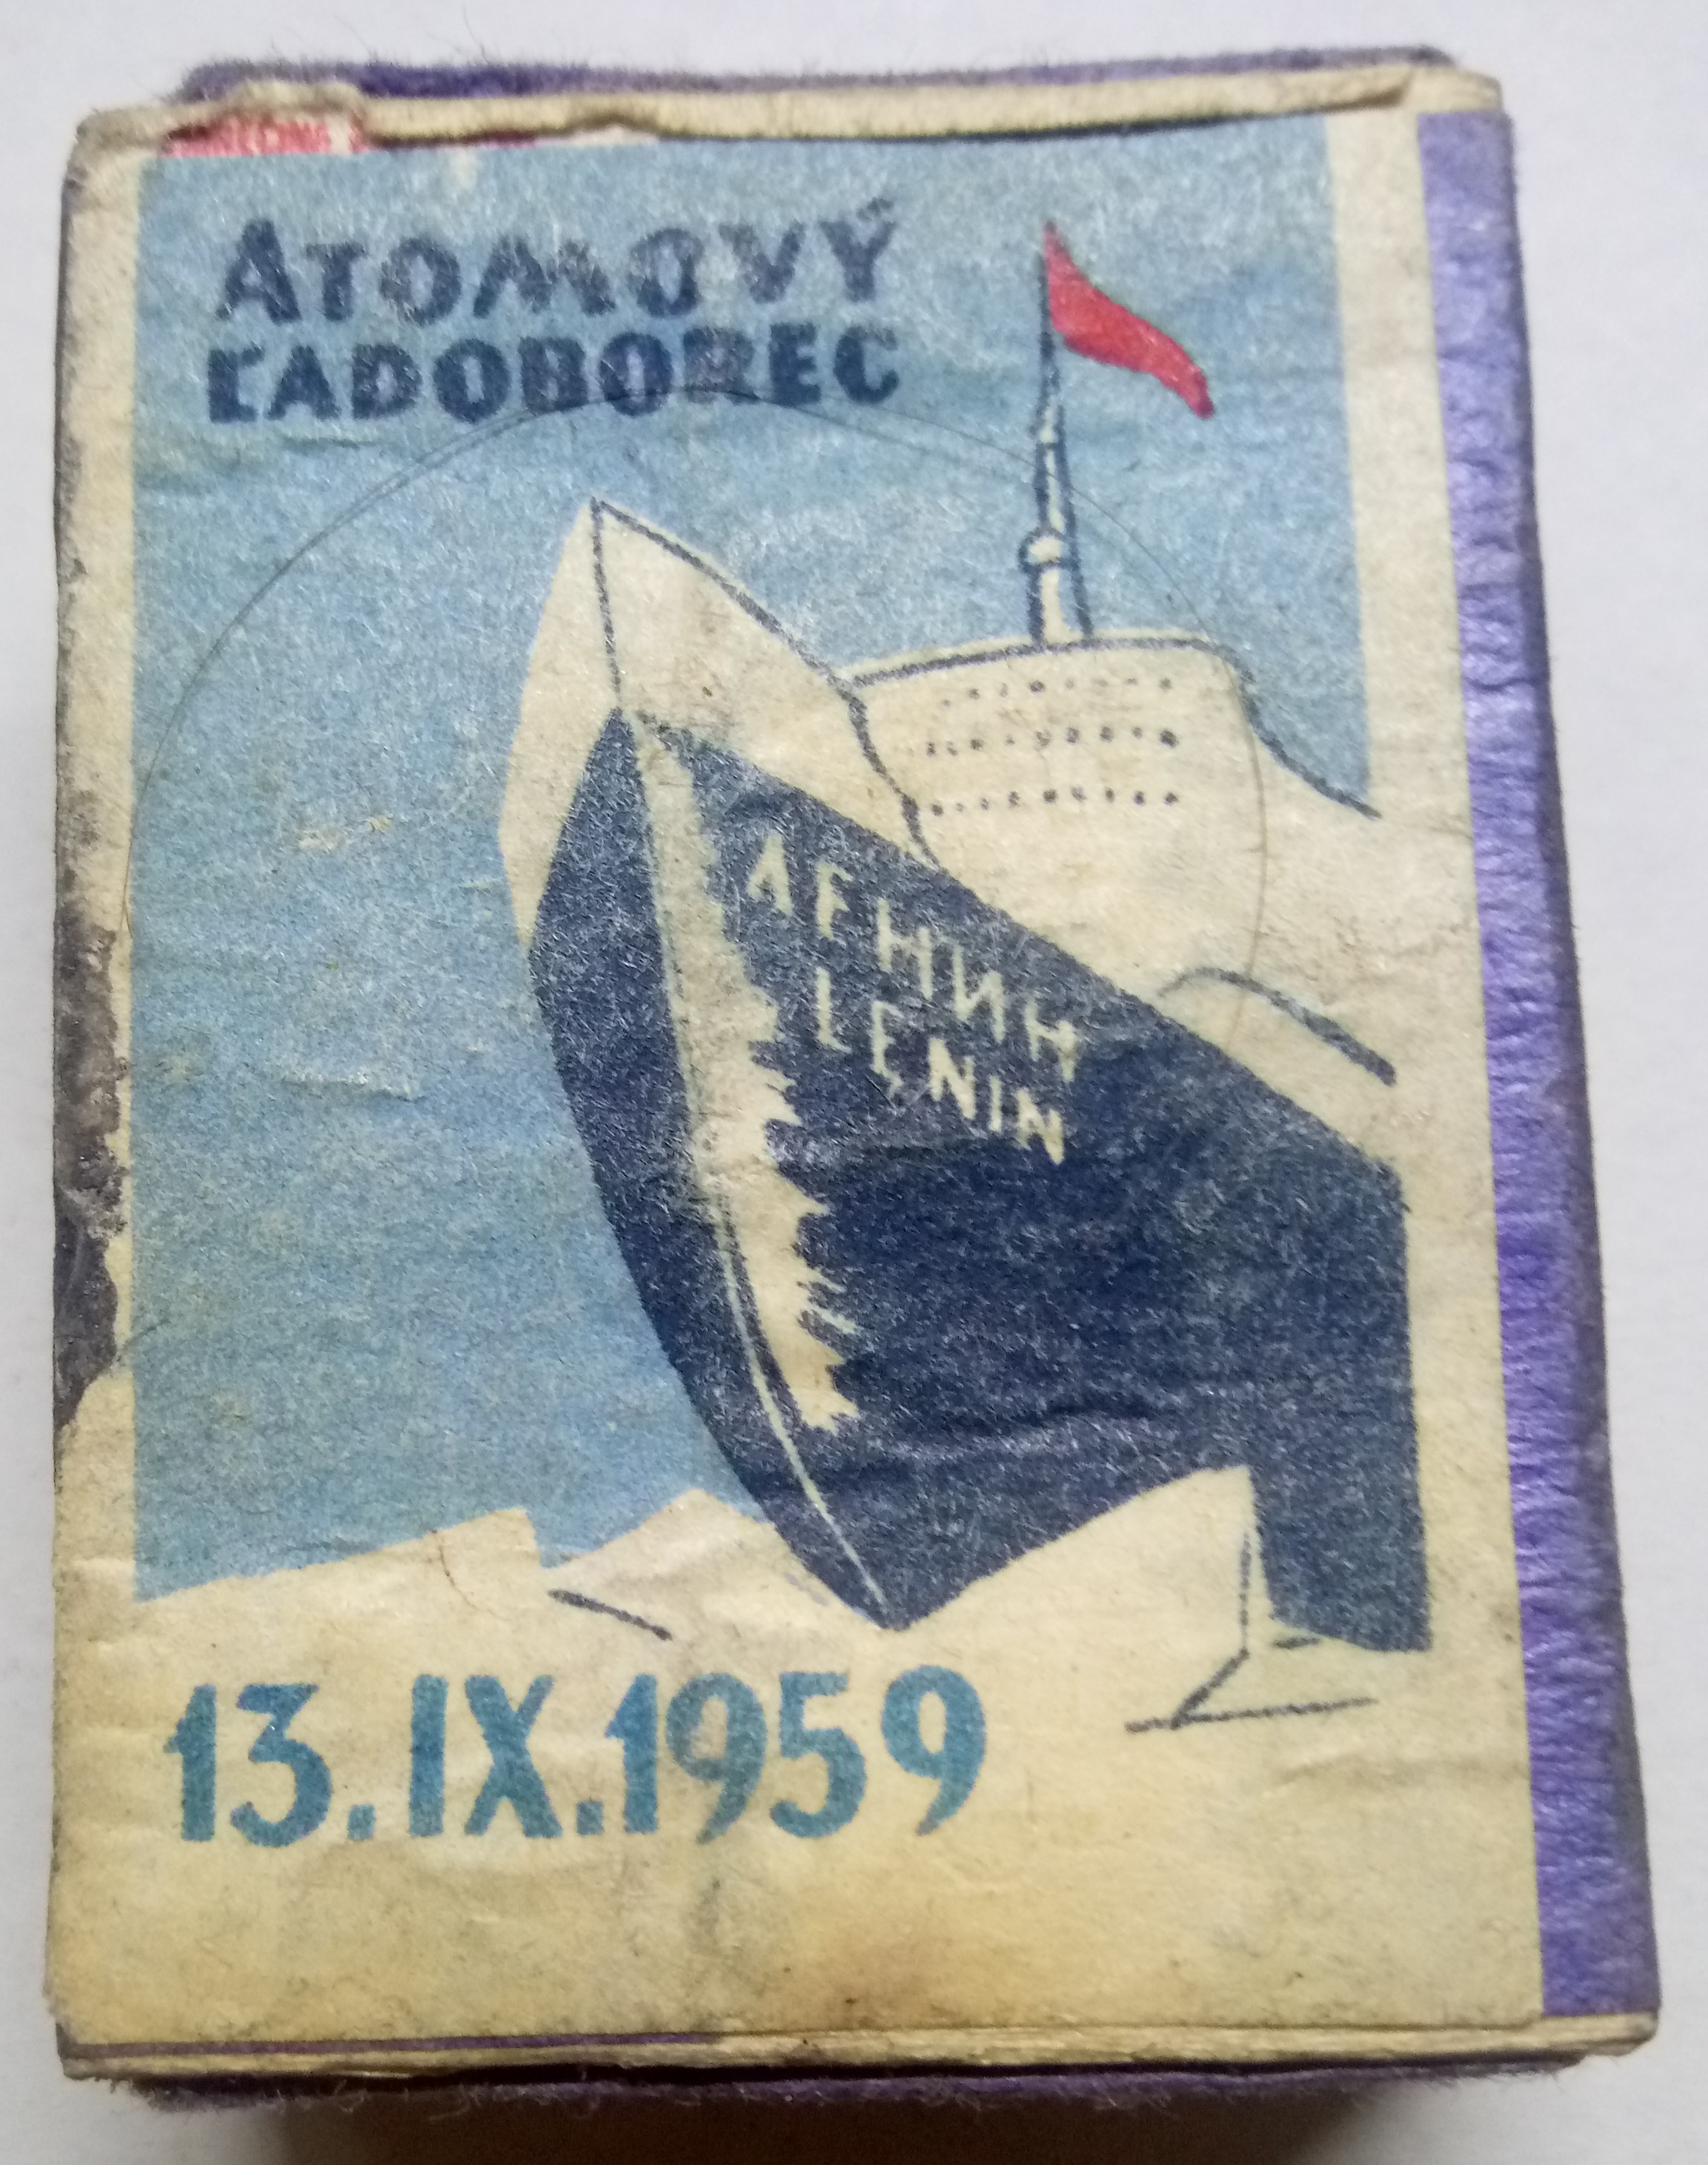 ATOMOVÝ
ĽADOBOREC
ЛЕНИН
LENIN
13.IX.1959